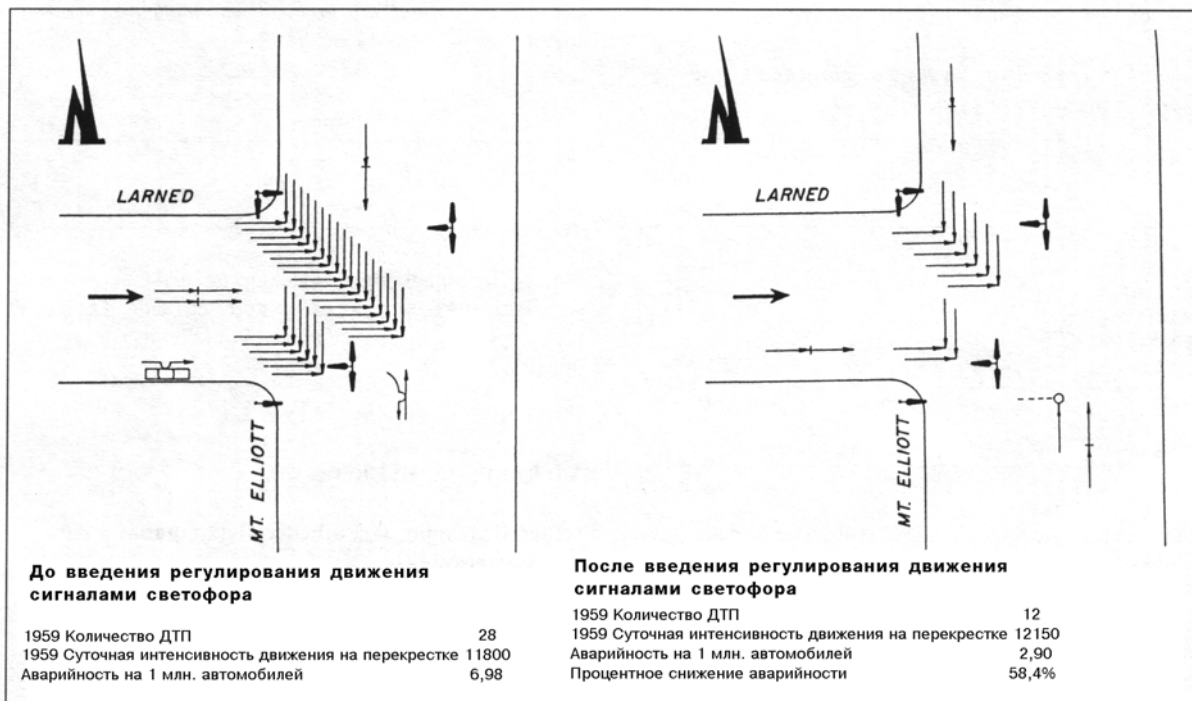 LARNED
MT. ELLIOTT
До введения регулирования движения
сигналами светофора
1959 Количество ДТП 28
1959 Суточная интенсивность движения на перекрестке 11800
Аварийность на 1 млн. автомобилей 6,98
N
LARNED
MT. ELLIOTT
После введения регулирования движения
сигналами светофора
1959 Количество ДТП 12
1959 Суточная интенсивность движения на перекрестке 12150
Аварийность на 1 млн. автомобилей 2,90
Процентное снижение аварийности 58,4%
N